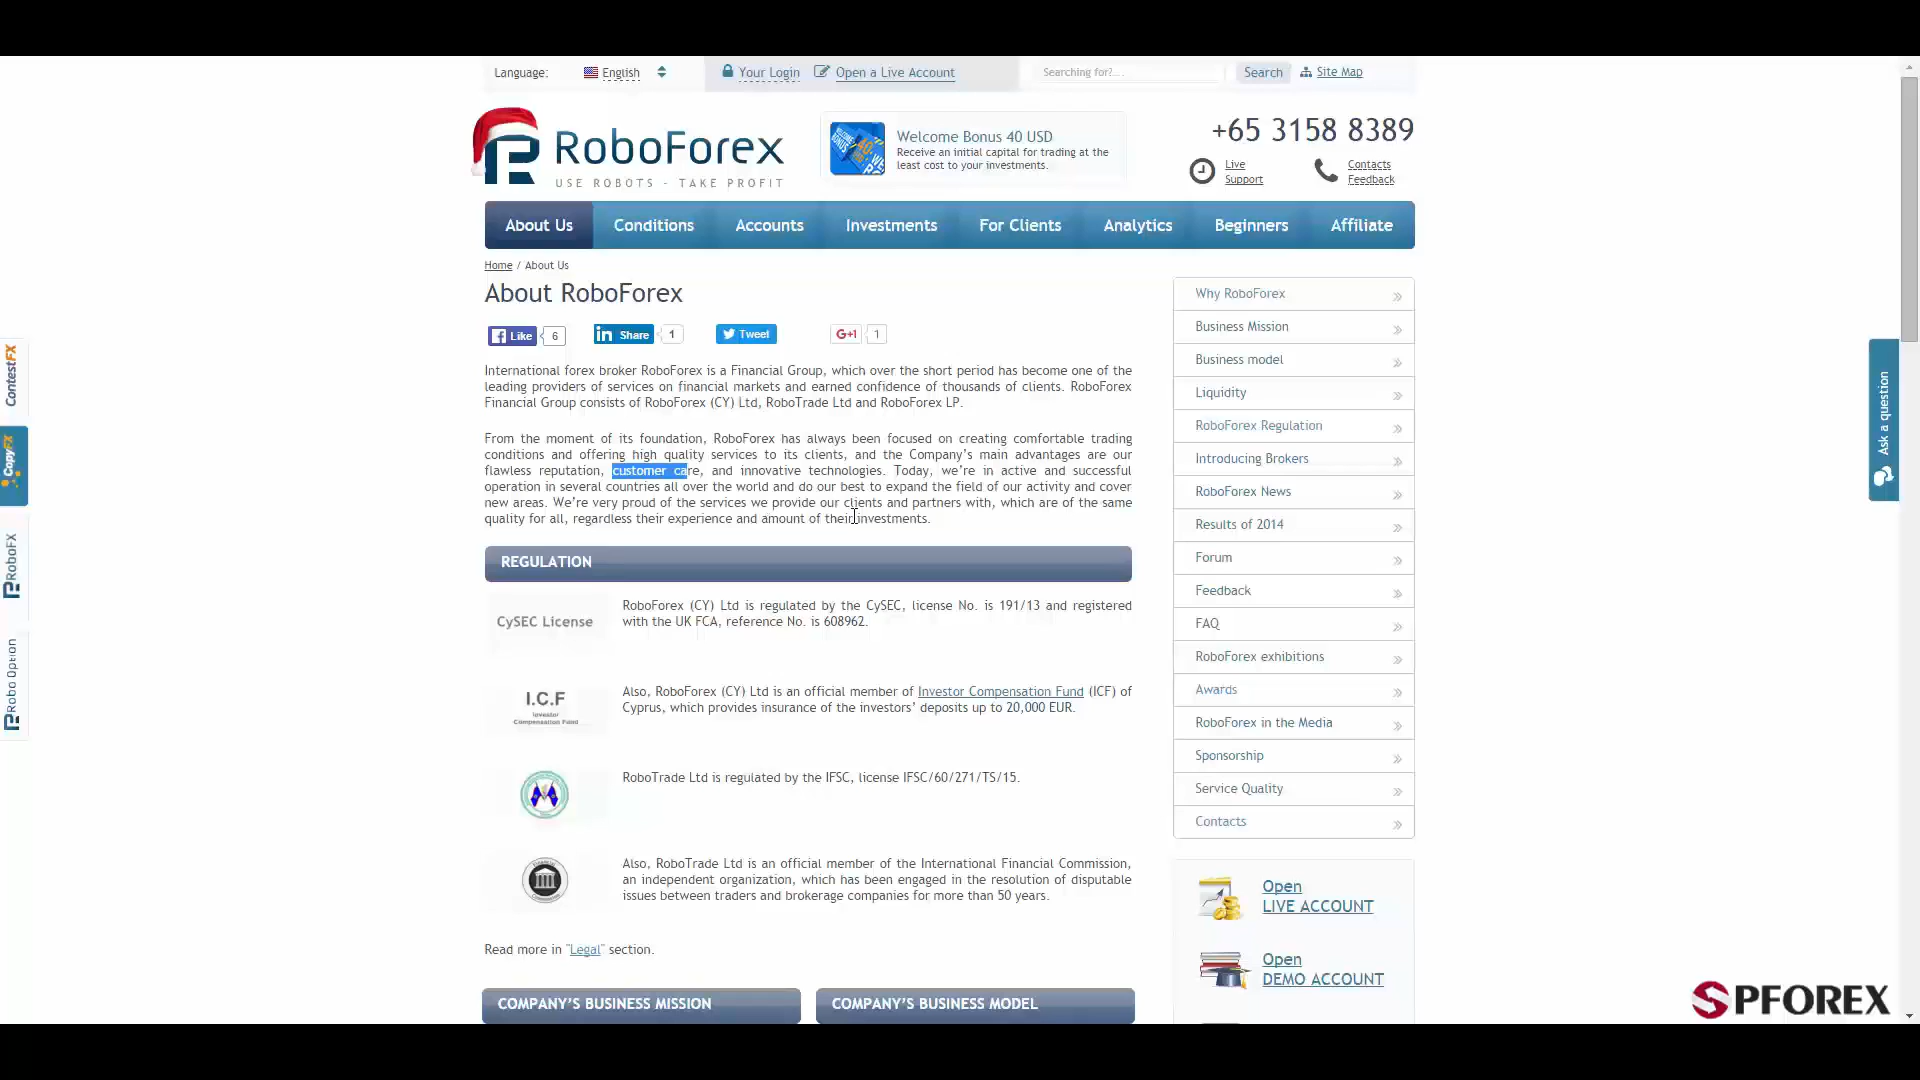 Language: English
Your Login
Open a Live Account
Searching for?....
Search
Site Map
RoboForex
USE ROBOTS - TAKE PROFIT
Welcome Bonus 40 USD
Receive an initial capital for trading at the
least cost to your investments.
+65 3158 8389
Live
Support
Contacts
Feedback
About Us
Conditions
Accounts
Investments
For Clients
Analytics
Beginners
Affiliate
Home / About Us
About RoboForex
Like 6
Share 1
Tweet
G+1 1
International forex broker RoboForex is a Financial Group, which over the short period has become one of the
leading providers of services on financial markets and earned confidence of thousands of clients. RoboForex
Financial Group consists of RoboForex (CY) Ltd, RoboTrade Ltd and RoboForex LP.
From the moment of its foundation, RoboForex has always been focused on creating comfortable trading
conditions and offering high quality services to its clients, and the Company's main advantages are our
flawless reputation, customer care, and innovative technologies. Today, we're in active and successful
operation in several countries all over the world and do our best to expand the field of our activity and cover
new areas. We're very proud of the services we provide our clients and partners with, which are of the same
quality for all, regardless their experience and amount of their investments.
REGULATION
CySEC License
RoboForex (CY) Ltd is regulated by the CySEC, license No. is 191/13 and registered
with the UK FCA, reference No. is 608962.
I.C.F
Investor
Compensation Fund
Also, RoboForex (CY) Ltd is an official member of Investor Compensation Fund (ICF) of
Cyprus, which provides insurance of the investors' deposits up to 20,000 EUR.
RoboTrade Ltd is regulated by the IFSC, license IFSC/60/271/TS/15.
Also, RoboTrade Ltd is an official member of the International Financial Commission,
an independent organization, which has been engaged in the resolution of disputable
issues between traders and brokerage companies for more than 50 years.
Read more in "Legal" section.
COMPANY'S BUSINESS MISSION
COMPANY'S BUSINESS MODEL
Why RoboForex
Business Mission
Business model
Liquidity
RoboForex Regulation
Introducing Brokers
RoboForex News
Results of 2014
Forum
Feedback
FAQ
RoboForex exhibitions
Awards
RoboForex in the Media
Sponsorship
Service Quality
Contacts
Open
LIVE ACCOUNT
Open
DEMO ACCOUNT
ContestFX
CopyFX
RoboFX
Robo Option
Ask a question
SPFOREX